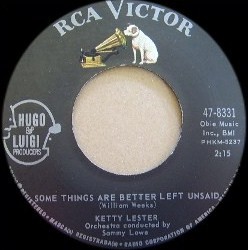 RCA VICTOR
47-8331
HUGO
&
LUIGI
PRODUCERS
Obie Music
Inc., BMI
PHKM-5237
2:15
SOME THINGS ARE BETTER LEFT UNSAID
(William Weeks)
KETTY LESTER
Orchestra conducted by
Sammy Lowe